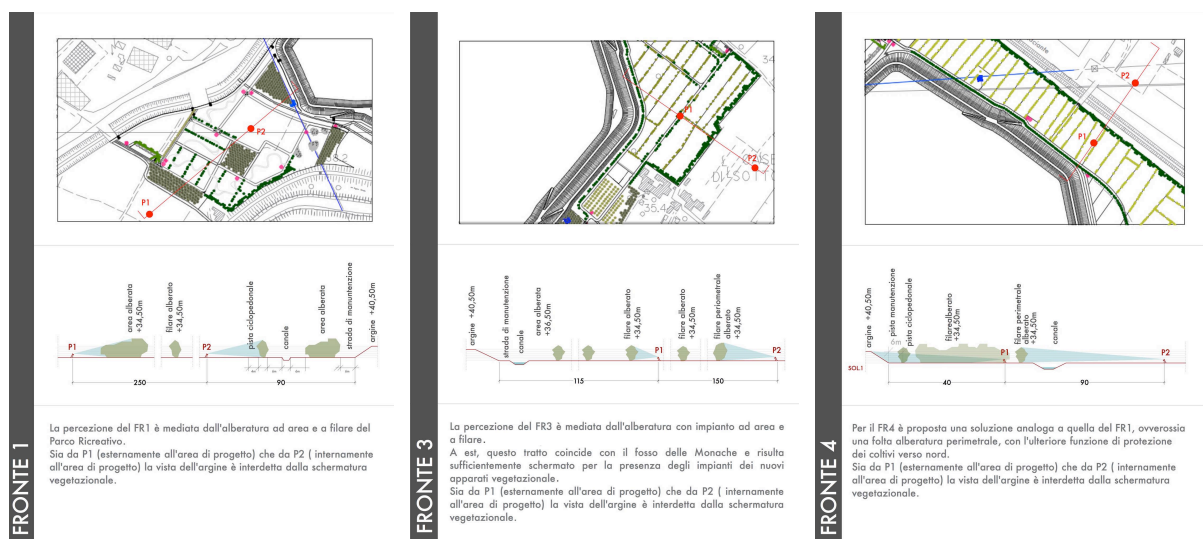 FRONTE 1
P1
P2
area alberata
+34,50m
filare alberato
+34,50m
pista ciclopedonale
canale
area alberata
strada di manuntenzione
argine +40,50m
P1
P2
250
90
La percezione del FR1 è mediata dall'alberatura ad area e a filare del
Parco Ricreativo.
Sia da P1 (esternamente all'area di progetto) che da P2 ( internamente
all'area di progetto) la vista dell'argine è interdetta dalla schermatura
vegetazionale.
FRONTE 3
P1
P2
DI SOTTO
35.4
34
argine +40,50m
strada di manutenzione
canale
area alberata
+36,50m
filare alberato
+34,50m
filare alberato
+34,50m
filare periometrale
alberato
+34,50m
P1
P2
115
150
La percezione del FR3 è mediata dall'alberatura con impianto ad area e
a filare.
A est, questo tratto coincide con il fosso delle Monache e risulta
sufficientemente schermato per la presenza degli impianti dei nuovi
apparati vegetazionale.
Sia da P1 (esternamente all'area di progetto) che da P2 ( internamente
all'area di progetto) la vista dell'argine è interdetta dalla schermatura
vegetazionale.
FRONTE 4
P2
P1
argine +40,50m
pista manutenzione
6m
pista ciclopedonale
filarealberato
+34,50m
filare perimetrale
alberato
+34,50m
canale
SOL1
P1
P2
40
90
Per il FR4 è proposta una soluzione analoga a quella del FR1, ovverossia
una folta alberatura perimetrale, con l'ulteriore funzione di protezione
dei coltivi verso nord.
Sia da P1 (esternamente all'area di progetto) che da P2 ( internamente
all'area di progetto) la vista dell'argine è interdetta dalla schermatura
vegetazionale.